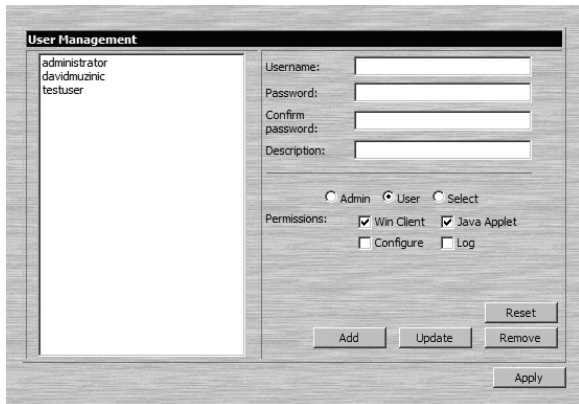 User Management
administrator
davidmuzinic
testuser
Username:
Password:
Confirm
password:
Description:
Admin User Select
Permissions: Win Client Java Applet
Configure Log
Reset
Add Update Remove
Apply